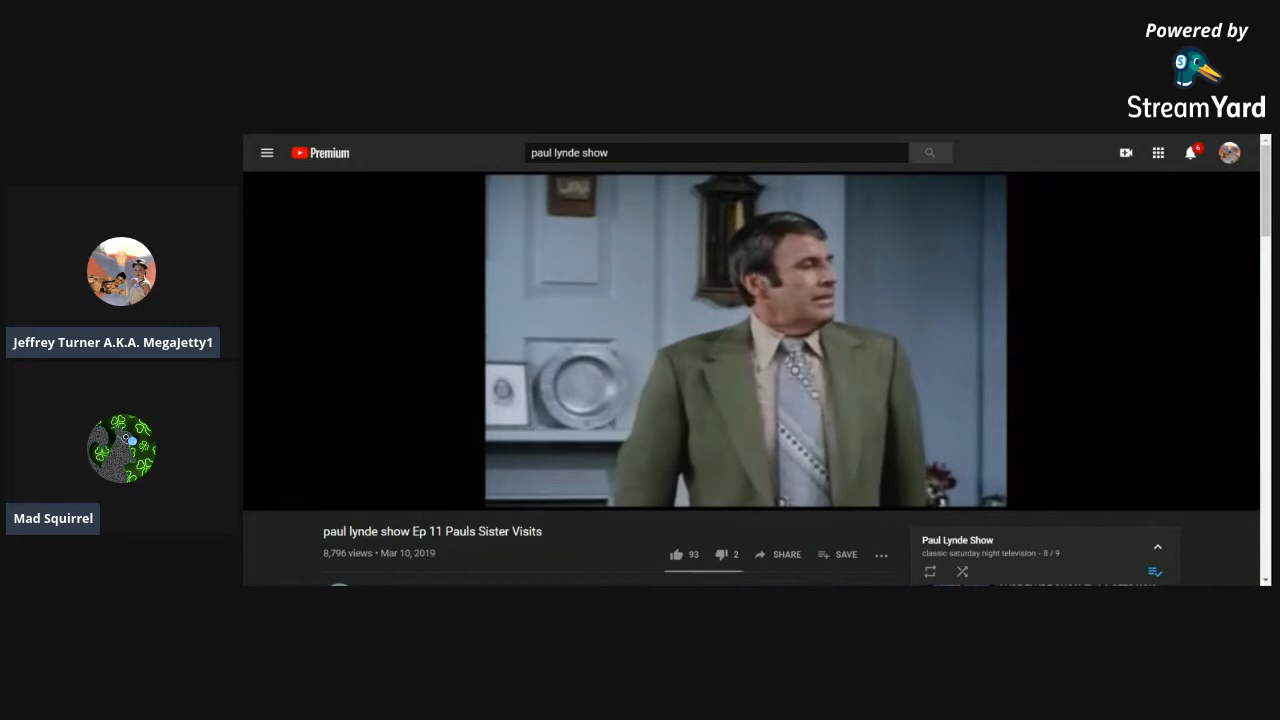 Powered by
StreamYard
Premium
paul lynde show
6
Jeffrey Turner A.K.A. MegaJetty1
Mad Squirrel
paul lynde show Ep 11 Pauls Sister Visits
8,796 views • Mar 10, 2019
93
2
SHARE
SAVE
Paul Lynde Show
classic saturday night television - 8 / 9